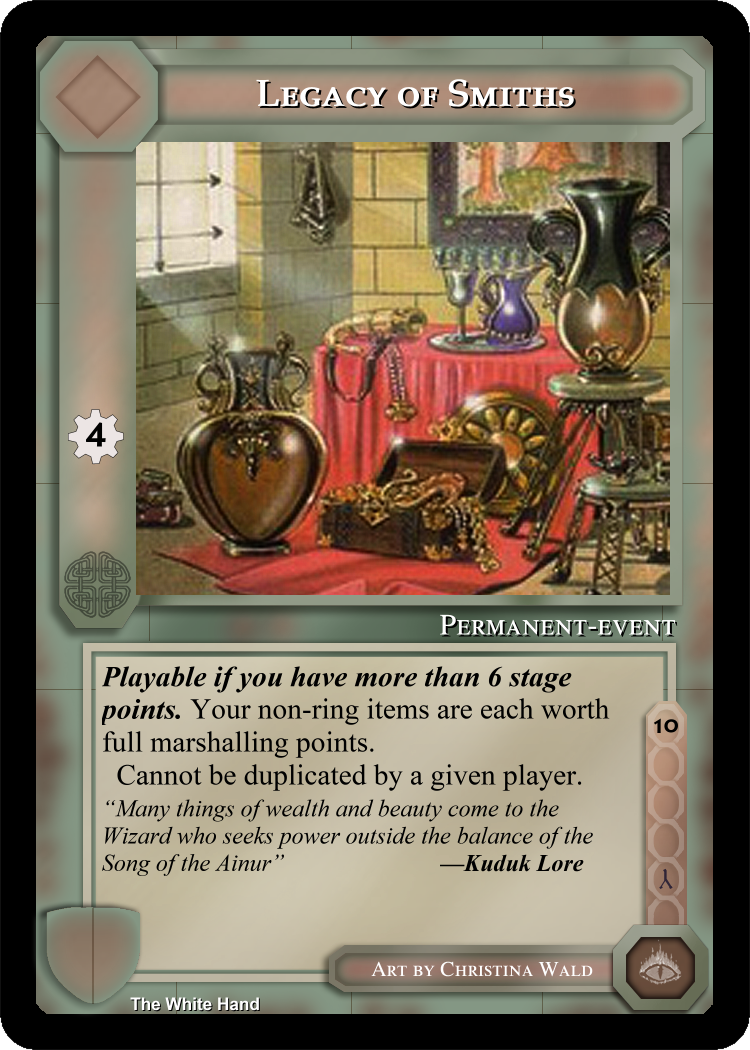 Legacy of Smiths
4
Permanent-event
Playable if you have more than 6 stage
points. Your non-ring items are each worth
full marshalling points.
Cannot be duplicated by a given player.
“Many things of wealth and beauty come to the
Wizard who seeks power outside the balance of the
Song of the Ainur” —Kuduk Lore
10
Art by Christina Wald
The White Hand